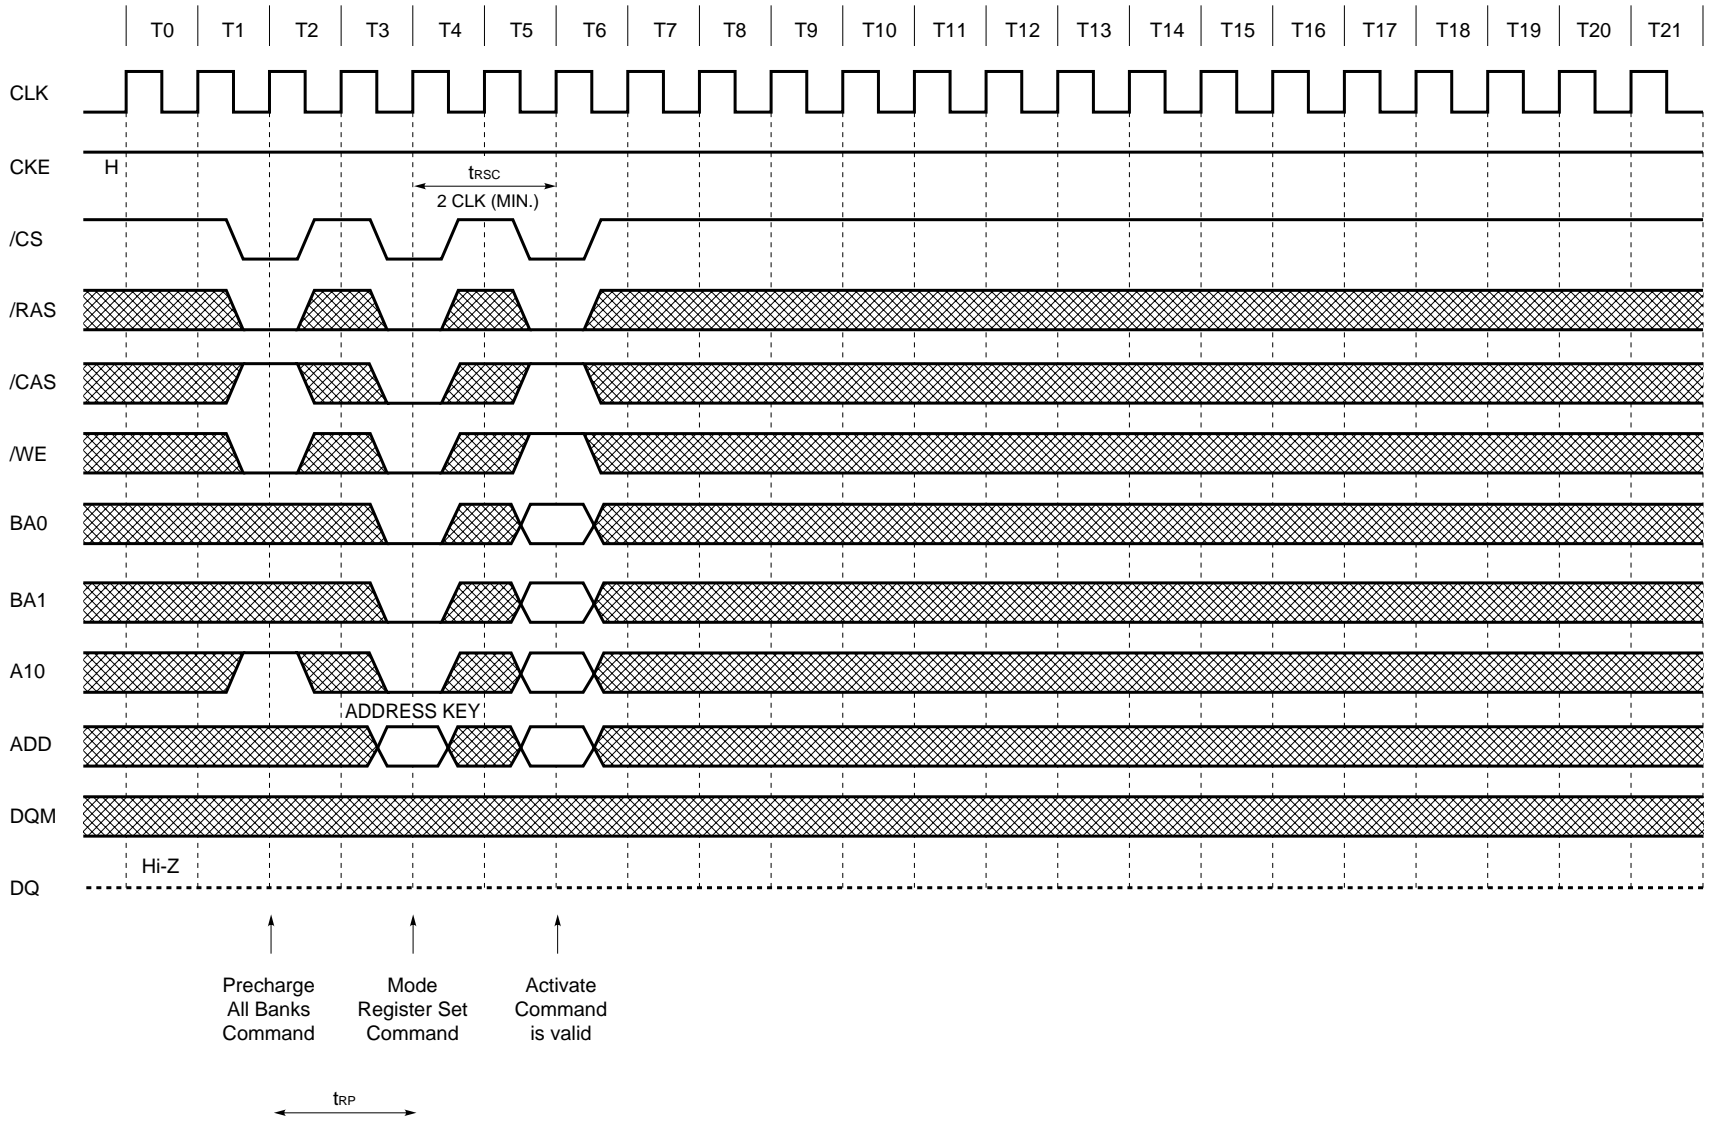 T0 T1 T2 T3 T4 T5 T6 T7 T8 T9 T10 T11 T12 T13 T14 T15 T16 T17 T18 T19 T20 T21
CLK
CKE H
tRSC
2 CLK (MIN.)
/CS
/RAS
/CAS
/WE
BA0
BA1
A10
ADDRESS KEY
ADD
DQM
Hi-Z
DQ
Precharge
All Banks
Command
Mode
Register Set
Command
Activate
Command
is valid
tRP